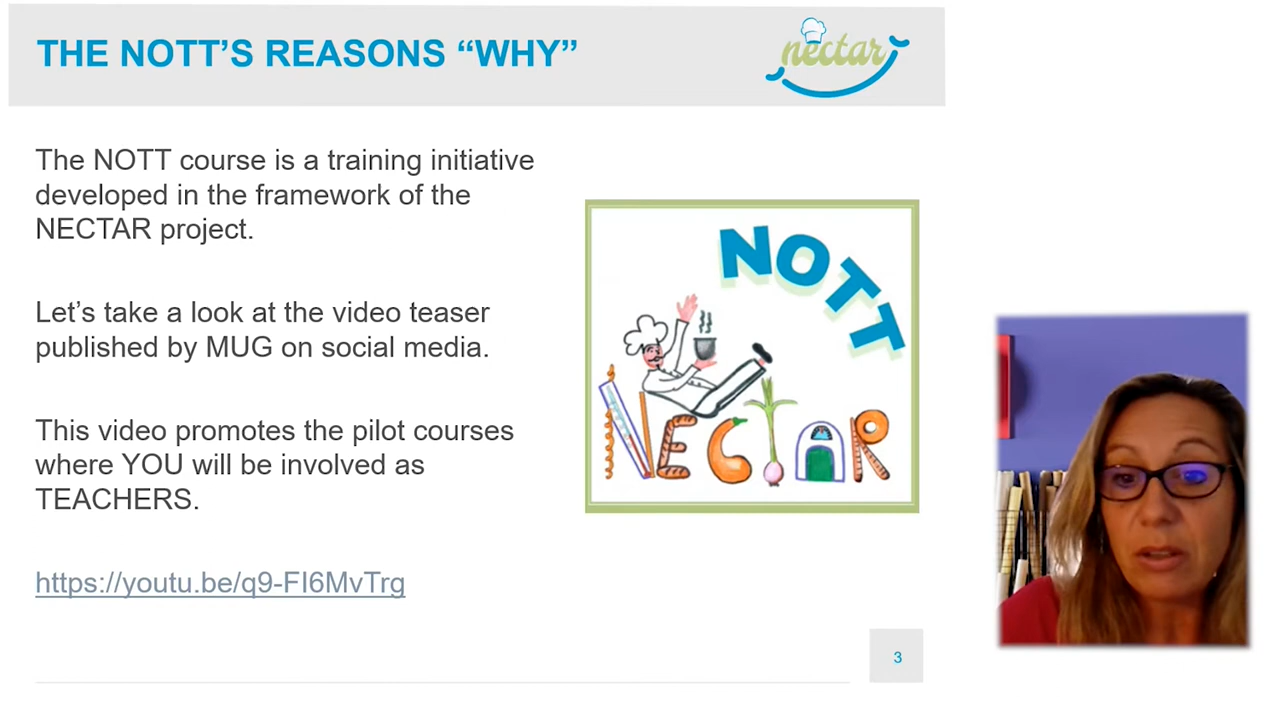 THE NOTT’S REASONS “WHY”
nectar
The NOTT course is a training initiative
developed in the framework of the
NECTAR project.
Let’s take a look at the video teaser
published by MUG on social media.
This video promotes the pilot courses
where YOU will be involved as
TEACHERS.
https://youtu.be/q9-FI6MvTrg
NOTT
NECTAR
3